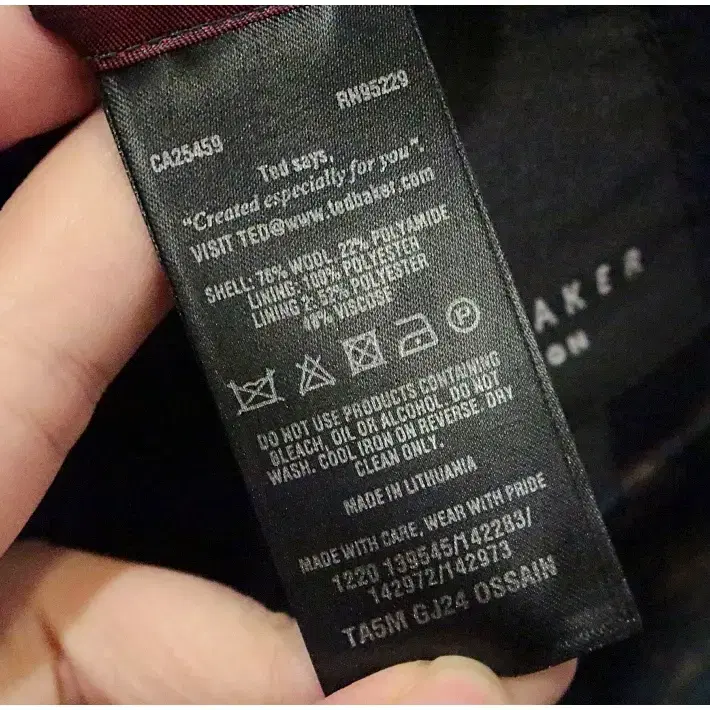 RN95229
CA25459
Ted says,
"Created especially for you".
VISIT TED@www.tedbaker.com
SHELL: 78% WOOL, 22% POLYAMIDE
LINING: 100% POLYESTER
LINING 2: 52% POLYESTER
48% VISCOSE
P
DO NOT USE PRODUCTS CONTAINING
BLEACH, OIL OR ALCOHOL. DO NOT
WASH. COOL IRON ON REVERSE. DRY
CLEAN ONLY.
MADE IN LITHUANIA
MADE WITH CARE, WEAR WITH PRIDE
1220 139545/142283/
142972/142973
TA5M GJ24 OSSAIN
AKER
ON